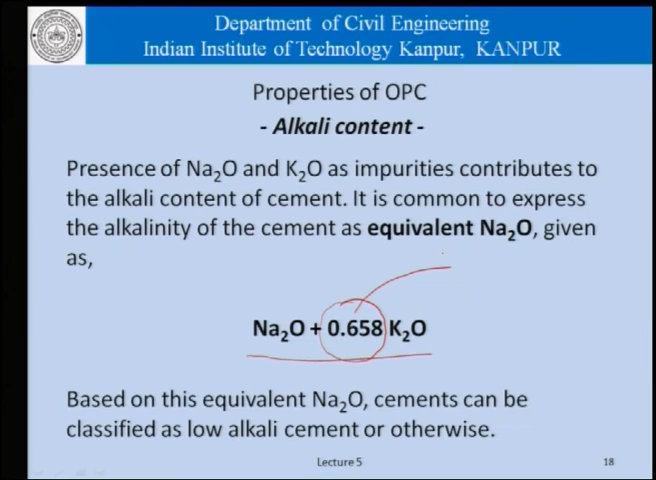 Department of Civil Engineering
Indian Institute of Technology Kanpur, KANPUR
Properties of OPC
- Alkali content -
Presence of Na₂O and K₂O as impurities contributes to
the alkali content of cement. It is common to express
the alkalinity of the cement as equivalent Na₂O, given
as,
Na₂O + 0.658 K₂O
Based on this equivalent Na₂O, cements can be
classified as low alkali cement or otherwise.
Lecture 5
18